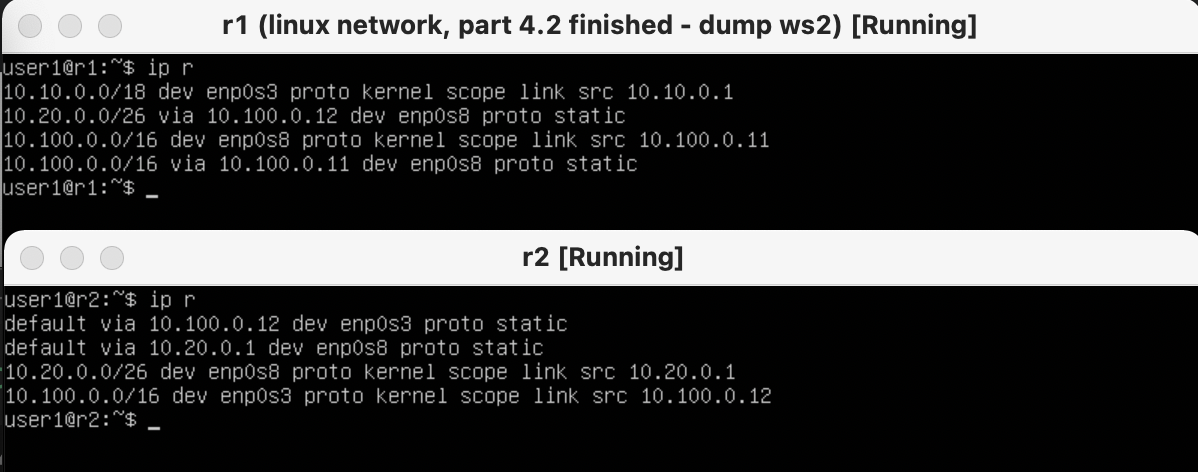 r1 (linux network, part 4.2 finished - dump ws2) [Running]
user1@r1:~$ ip r
10.10.0.0/18 dev enp0s3 proto kernel scope link src 10.10.0.1
10.20.0.0/26 via 10.100.0.12 dev enp0s8 proto static
10.100.0.0/16 dev enp0s8 proto kernel scope link src 10.100.0.11
10.100.0.0/16 via 10.100.0.11 dev enp0s8 proto static
user1@r1:~$ _
r2 [Running]
user1@r2:~$ ip r
default via 10.100.0.12 dev enp0s3 proto static
default via 10.20.0.1 dev enp0s8 proto static
10.20.0.0/26 dev enp0s8 proto kernel scope link src 10.20.0.1
10.100.0.0/16 dev enp0s3 proto kernel scope link src 10.100.0.12
user1@r2:~$ _